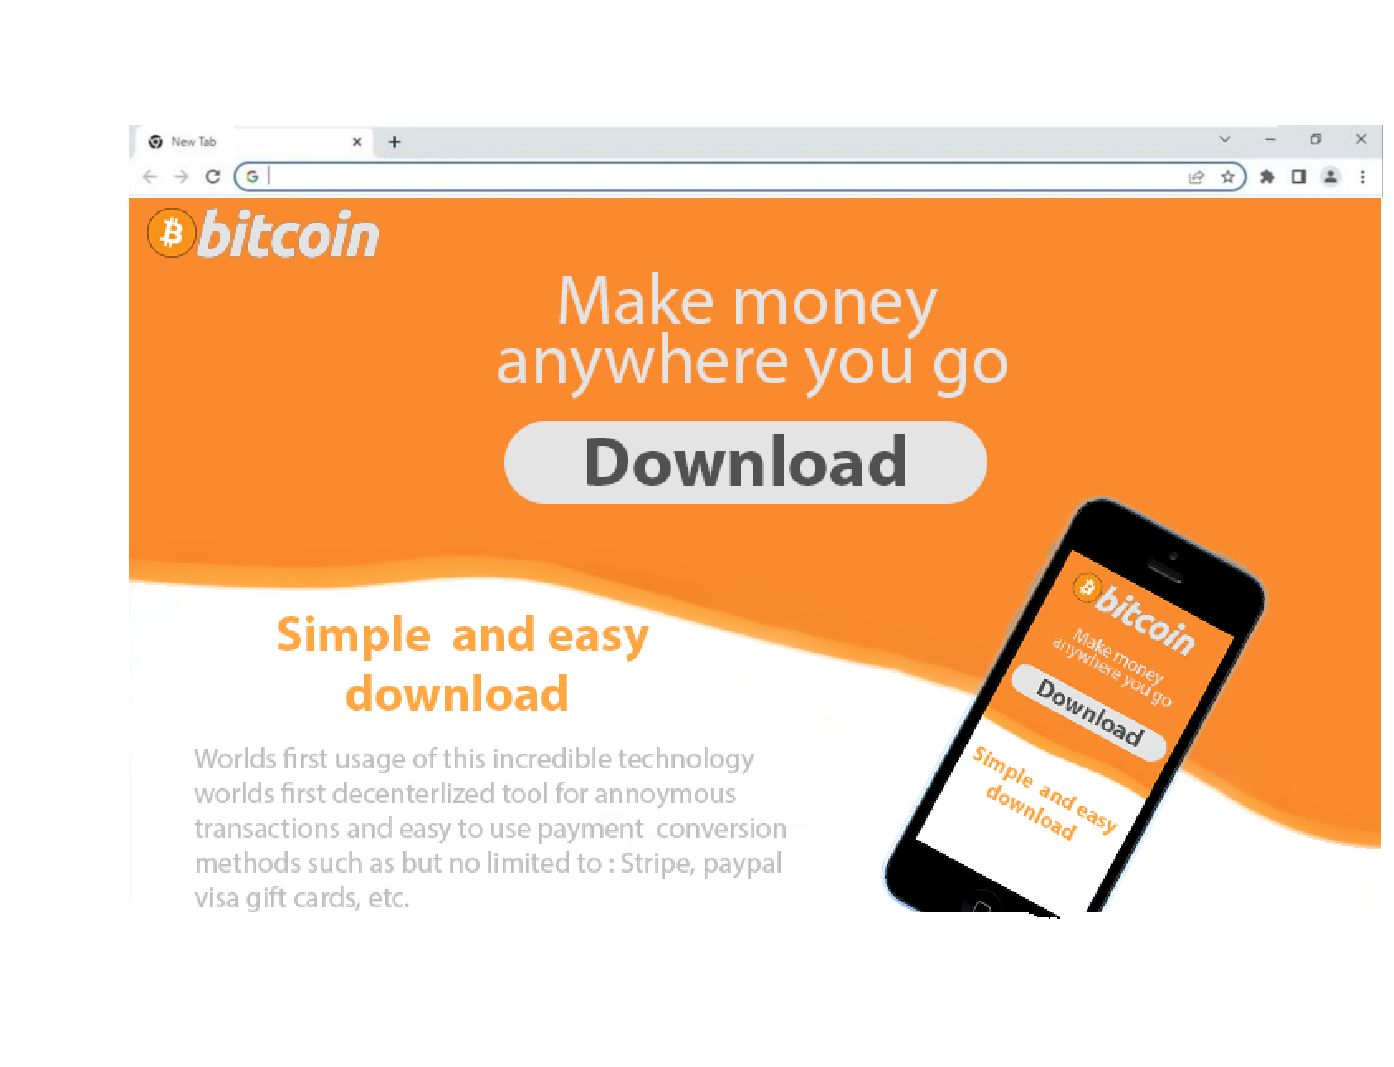 New Tab
bitcoin
Make money
anywhere you go
Download
Simple and easy
download
Worlds first usage of this incredible technology
worlds first decenterlized tool for annoymous
transactions and easy to use payment conversion
methods such as but no limited to : Stripe, paypal
visa gift cards, etc.
bitcoin
Make money
anywhere you go
Download
Simple and easy
download